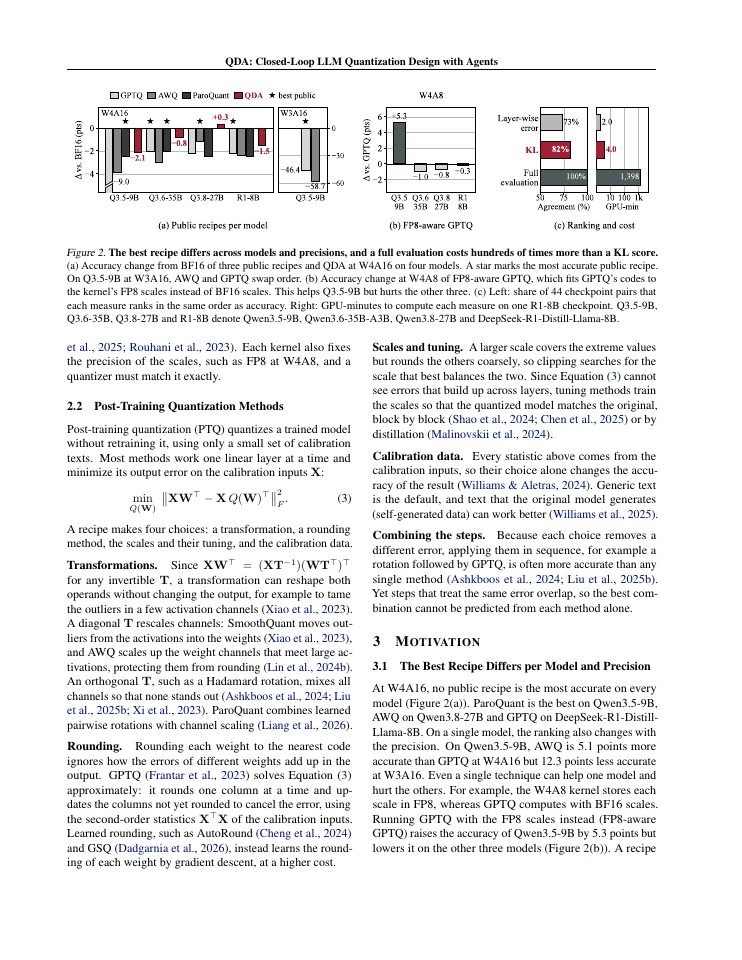 QDA: Closed-Loop LLM Quantization Design with Agents
GPTQ AWQ ParoQuant QDA ★ best public
W4A16
W3A16
Δ vs. BF16 (pts)
0
−2
−4
−9.0
−2.1
−0.8
+0.3
−1.5
−46.4
−58.7
0
−30
−60
Q3.5-9B Q3.6-35B Q3.8-27B R1-8B Q3.5-9B
(a) Public recipes per model
W4A8
Δ vs. GPTQ (pts)
6
4
2
0
−2
+5.3
−1.0 −0.8 −0.3
Q3.5 Q3.6 Q3.8 R1
9B 35B 27B 8B
(b) FP8-aware GPTQ
Layer-wise error 73% 2.0
KL 82% 4.0
Full evaluation 100% 1,398
50 75 100 10 100 1k
Agreement (%) GPU-min
(c) Ranking and cost
Figure 2. The best recipe differs across models and precisions, and a full evaluation costs hundreds of times more than a KL score.
(a) Accuracy change from BF16 of three public recipes and QDA at W4A16 on four models. A star marks the most accurate public recipe.
On Q3.5-9B at W3A16, AWQ and GPTQ swap order. (b) Accuracy change at W4A8 of FP8-aware GPTQ, which fits GPTQ's codes to
the kernel's FP8 scales instead of BF16 scales. This helps Q3.5-9B but hurts the other three. (c) Left: share of 44 checkpoint pairs that
each measure ranks in the same order as accuracy. Right: GPU-minutes to compute each measure on one R1-8B checkpoint. Q3.5-9B,
Q3.6-35B, Q3.8-27B and R1-8B denote Qwen3.5-9B, Qwen3.6-35B-A3B, Qwen3.8-27B and DeepSeek-R1-Distill-Llama-8B.
et al., 2025; Rouhani et al., 2023). Each kernel also fixes
the precision of the scales, such as FP8 at W4A8, and a
quantizer must match it exactly.
2.2 Post-Training Quantization Methods
Post-training quantization (PTQ) quantizes a trained model
without retraining it, using only a small set of calibration
texts. Most methods work one linear layer at a time and
minimize its output error on the calibration inputs X:
min Q(W) ‖XW⊤ − X Q(W)⊤‖²F. (3)
A recipe makes four choices: a transformation, a rounding
method, the scales and their tuning, and the calibration data.
Transformations. Since XW⊤ = (XT⁻¹)(WT⊤)⊤
for any invertible T, a transformation can reshape both
operands without changing the output, for example to tame
the outliers in a few activation channels (Xiao et al., 2023).
A diagonal T rescales channels: SmoothQuant moves out-
liers from the activations into the weights (Xiao et al., 2023),
and AWQ scales up the weight channels that meet large ac-
tivations, protecting them from rounding (Lin et al., 2024b).
An orthogonal T, such as a Hadamard rotation, mixes all
channels so that none stands out (Ashkboos et al., 2024; Liu
et al., 2025b; Xi et al., 2023). ParoQuant combines learned
pairwise rotations with channel scaling (Liang et al., 2026).
Rounding. Rounding each weight to the nearest code
ignores how the errors of different weights add up in the
output. GPTQ (Frantar et al., 2023) solves Equation (3)
approximately: it rounds one column at a time and up-
dates the columns not yet rounded to cancel the error, using
the second-order statistics X⊤X of the calibration inputs.
Learned rounding, such as AutoRound (Cheng et al., 2024)
and GSQ (Dadgarnia et al., 2026), instead learns the round-
ing of each weight by gradient descent, at a higher cost.
Scales and tuning. A larger scale covers the extreme values
but rounds the others coarsely, so clipping searches for the
scale that best balances the two. Since Equation (3) cannot
see errors that build up across layers, tuning methods train
the scales so that the quantized model matches the original,
block by block (Shao et al., 2024; Chen et al., 2025) or by
distillation (Malinovskii et al., 2024).
Calibration data. Every statistic above comes from the
calibration inputs, so their choice alone changes the accu-
racy of the result (Williams & Aletras, 2024). Generic text
is the default, and text that the original model generates
(self-generated data) can work better (Williams et al., 2025).
Combining the steps. Because each choice removes a
different error, applying them in sequence, for example a
rotation followed by GPTQ, is often more accurate than any
single method (Ashkboos et al., 2024; Liu et al., 2025b).
Yet steps that treat the same error overlap, so the best com-
bination cannot be predicted from each method alone.
3 MOTIVATION
3.1 The Best Recipe Differs per Model and Precision
At W4A16, no public recipe is the most accurate on every
model (Figure 2(a)). ParoQuant is the best on Qwen3.5-9B,
AWQ on Qwen3.8-27B and GPTQ on DeepSeek-R1-Distill-
Llama-8B. On a single model, the ranking also changes with
the precision. On Qwen3.5-9B, AWQ is 5.1 points more
accurate than GPTQ at W4A16 but 12.3 points less accurate
at W3A16. Even a single technique can help one model and
hurt the others. For example, the W4A8 kernel stores each
scale in FP8, whereas GPTQ computes with BF16 scales.
Running GPTQ with the FP8 scales instead (FP8-aware
GPTQ) raises the accuracy of Qwen3.5-9B by 5.3 points but
lowers it on the other three models (Figure 2(b)). A recipe